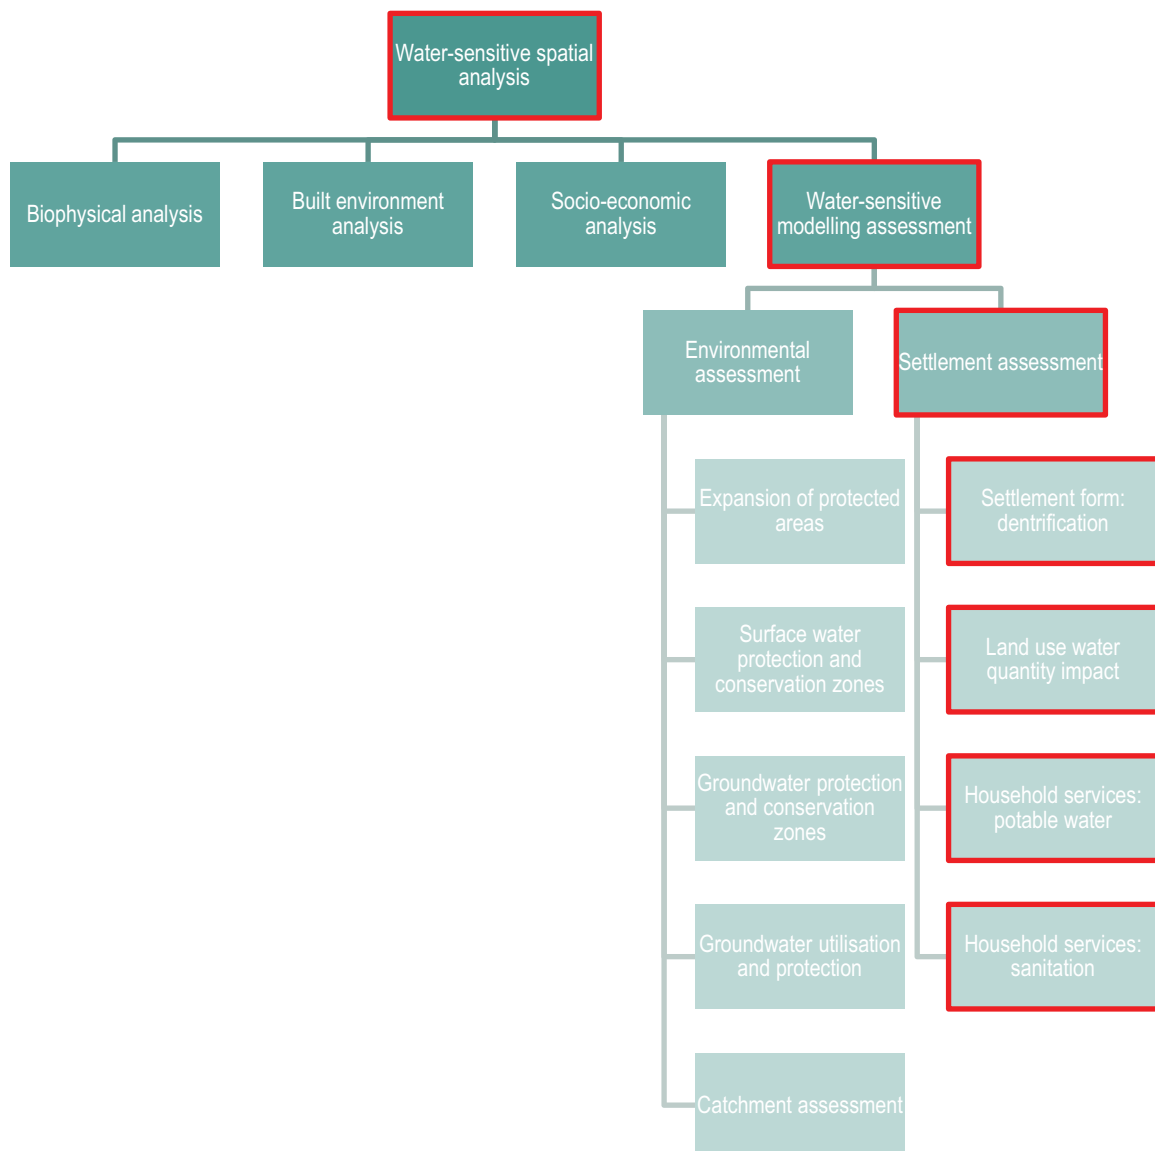 Water-sensitive spatial
analysis
Biophysical analysis
Built environment
analysis
Socio-economic
analysis
Water-sensitive
modelling assessment
Environmental
assessment
Settlement assessment
Expansion of protected
areas
Settlement form:
dentrification
Surface water
protection and
conservation zones
Land use water
quantity impact
Groundwater protection
and conservation
zones
Household services:
potable water
Groundwater utilisation
and protection
Household services:
sanitation
Catchment assessment